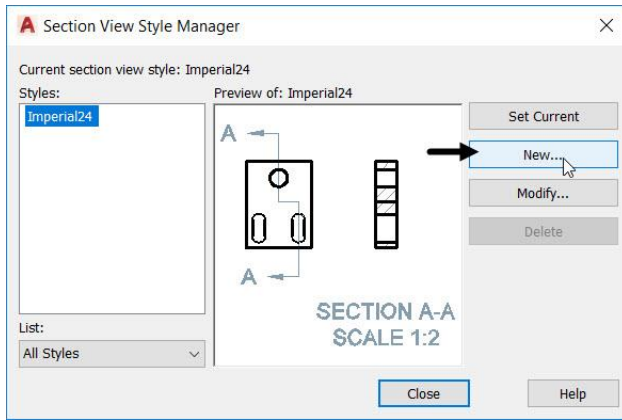 A Section View Style Manager
Current section view style: Imperial24
Styles:
Preview of: Imperial24
Imperial24
A
A
SECTION A-A
SCALE 1:2
Set Current
New...
Modify...
Delete
List:
All Styles
Close
Help